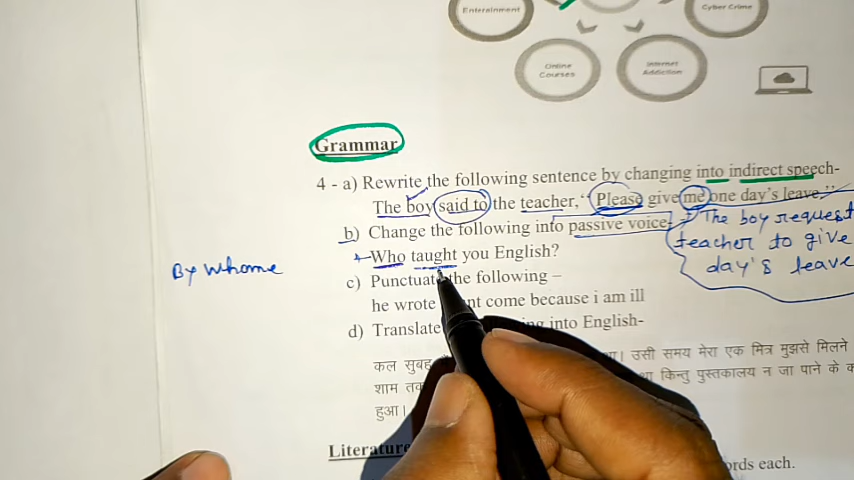 Enterainment
Cyber Crime
Online
Courses
Internet
Addiction
Grammar
4 - a) Rewrite the following sentence by changing into indirect speech-
The boy said to the teacher, "Please give me one day's leave."
b) Change the following into passive voice-
The boy request
teacher to give
day's leave
Who taught you English?
By whome
c) Punctuate the following –
he wrote come because i am ill
d) Translate into English-
कल सुबह उसी समय मेरा एक मित्र मुझसे मिलने
शाम किन्तु पुस्तकालय न जा पाने के
हुआ।
Literature
each.